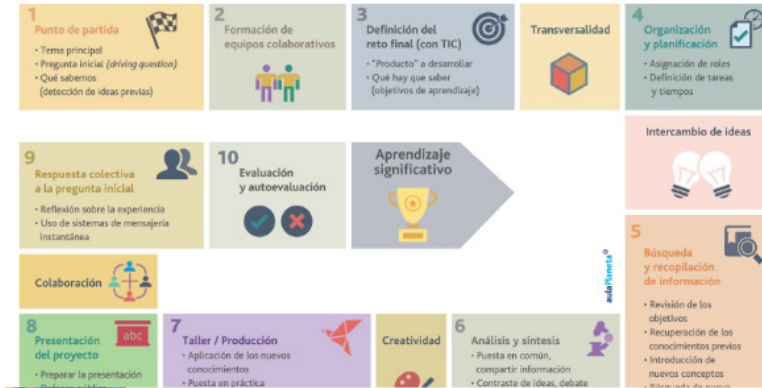 1
Punto de partida
• Tema principal
• Pregunta inicial (driving question)
• Qué sabemos
(detección de ideas previas)
2
Formación de
equipos colaborativos
3
Definición del
reto final (con TIC)
• "Producto" a desarrollar
• Qué hay que saber
(objetivos de aprendizaje)
Transversalidad
4
Organización
y planificación
• Asignación de roles
• Definición de tareas
y tiempos
Intercambio de ideas
5
Búsqueda
y recopilación
de información
• Revisión de los
objetivos
• Recuperación de los
conocimientos previos
• Introducción de
nuevos conceptos
6
Análisis y síntesis
• Puesta en común,
compartir información
• Contraste de ideas, debate
Creatividad
7
Taller / Producción
• Aplicación de los nuevos
conocimientos
• Puesta en práctica
8
Presentación
del proyecto
abc
• Preparar la presentación
Colaboración
9
Respuesta colectiva
a la pregunta inicial
• Reflexión sobre la experiencia
• Uso de sistemas de mensajería
instantánea
10
Evaluación
y autoevaluación
Aprendizaje
significativo
aulaPlaneta